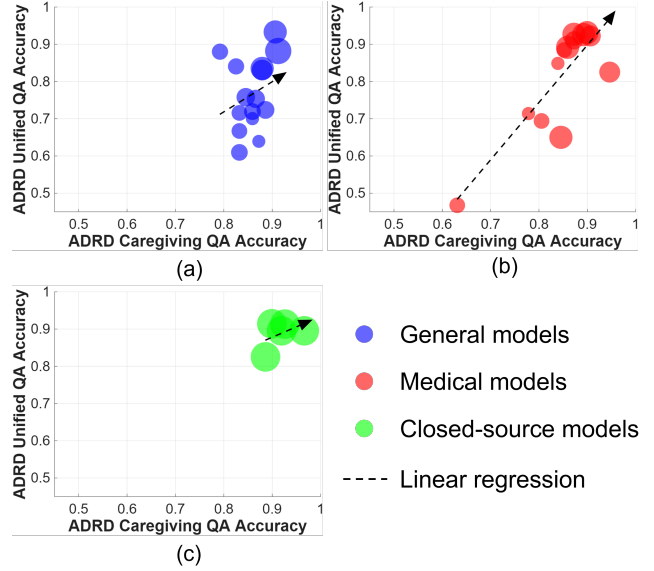 ADRD Unified QA Accuracy
1
0.9
0.8
0.7
0.6
0.5
0.5 0.6 0.7 0.8 0.9 1
ADRD Caregiving QA Accuracy
(a)
ADRD Unified QA Accuracy
1
0.9
0.8
0.7
0.6
0.5
0.5 0.6 0.7 0.8 0.9 1
ADRD Caregiving QA Accuracy
(b)
ADRD Unified QA Accuracy
1
0.9
0.8
0.7
0.6
0.5
0.5 0.6 0.7 0.8 0.9 1
ADRD Caregiving QA Accuracy
(c)
General models
Medical models
Closed-source models
Linear regression